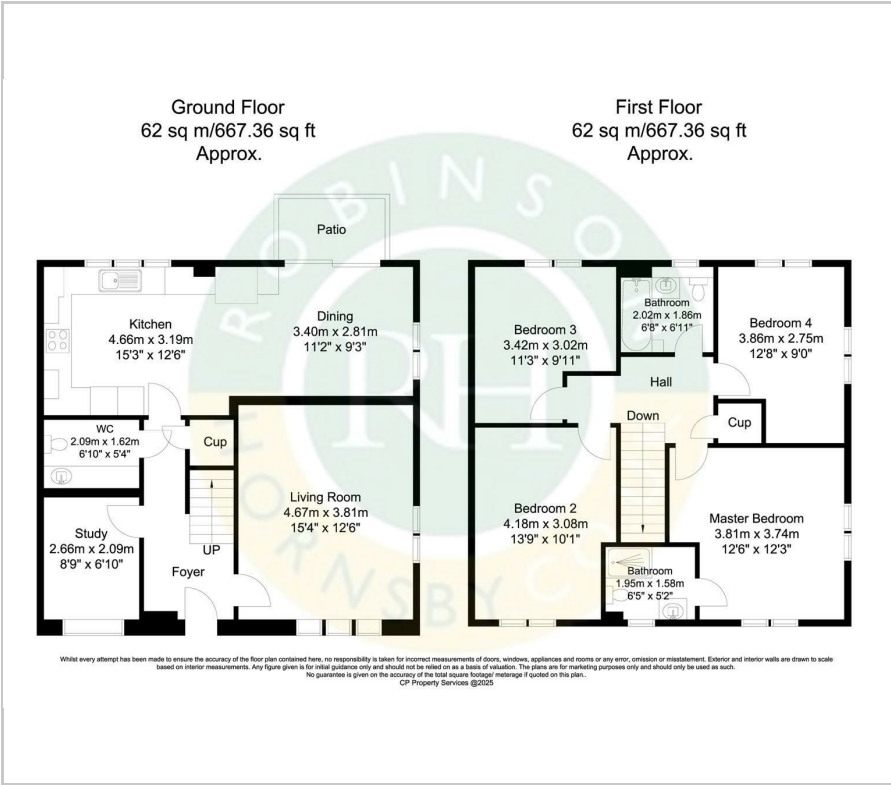 Ground Floor
62 sq m/667.36 sq ft
Approx.
First Floor
62 sq m/667.36 sq ft
Approx.
Patio
Kitchen
4.66m x 3.19m
15'3" x 12'6"
Dining
3.40m x 2.81m
11'2" x 9'3"
WC
2.09m x 1.62m
6'10" x 5'4"
Cup
Living Room
4.67m x 3.81m
15'4" x 12'6"
Study
2.66m x 2.09m
8'9" x 6'10"
UP
Foyer
Bedroom 3
3.42m x 3.02m
11'3" x 9'11"
Bathroom
2.02m x 1.86m
6'8" x 6'11"
Bedroom 4
3.86m x 2.75m
12'8" x 9'0"
Hall
Down
Cup
Bedroom 2
4.18m x 3.08m
13'9" x 10'1"
Master Bedroom
3.81m x 3.74m
12'6" x 12'3"
Bathroom
1.95m x 1.58m
6'5" x 5'2"
ROBINSON
HORNSBY CO
RH
Whilst every attempt has been made to ensure the accuracy of the floor plan contained here, no responsibility is taken for incorrect measurements of doors, windows, appliances and rooms or any error, omission or misstatement. Exterior and interior walls are drawn to scale
based on interior measurements. Any figure given is for initial guidance only and should not be relied on as a basis of valuation. The plans are for marketing purposes only and should only be used as such.
No guarantee is given on the accuracy of the total square footage/ meterage if quoted on this plan..
CP Property Services @2025